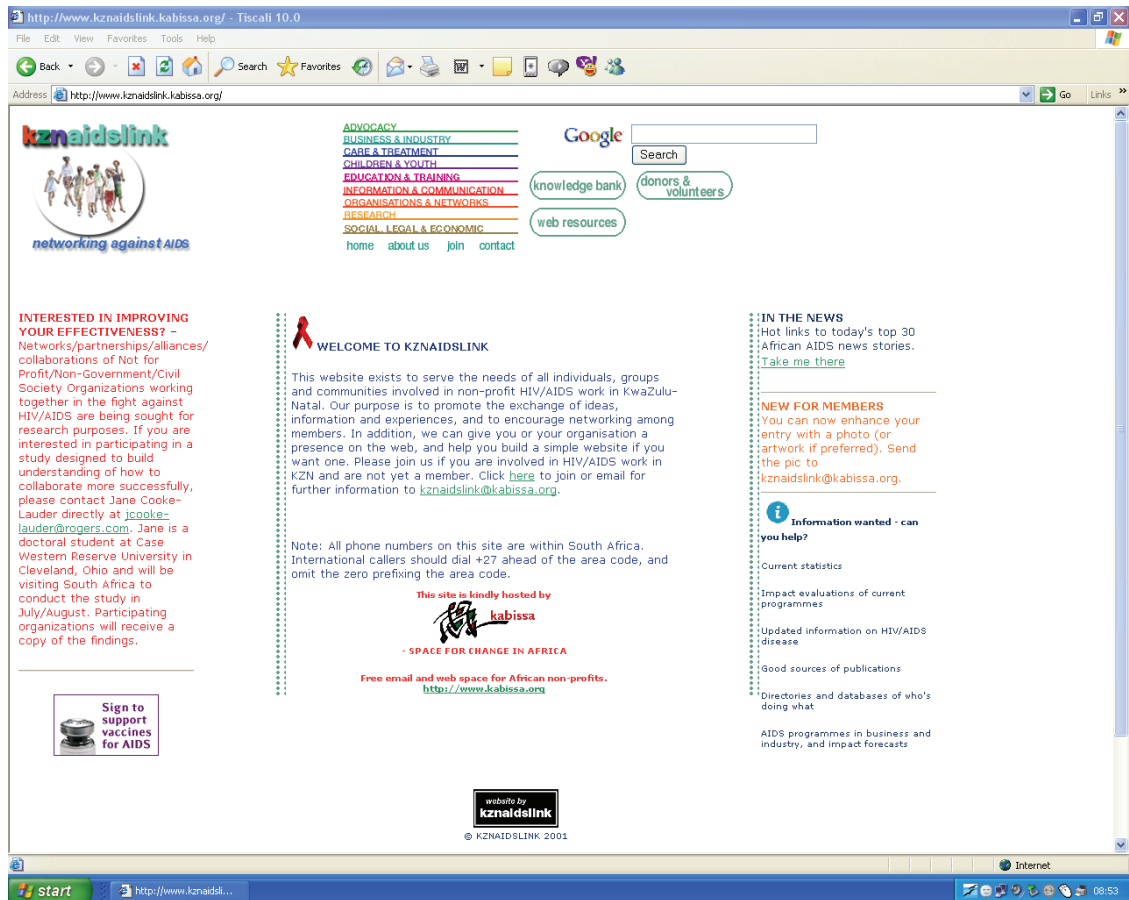 http://www.kznaidslink.kabissa.org/ - Tiscali 10.0
File Edit View Favorites Tools Help
Back Search Favorites
Address http://www.kznaidslink.kabissa.org/ Go Links »
kznaidslink
networking against AIDS
ADVOCACY
BUSINESS & INDUSTRY
CARE & TREATMENT
CHILDREN & YOUTH
EDUCATION & TRAINING
INFORMATION & COMMUNICATION
ORGANISATIONS & NETWORKS
RESEARCH
SOCIAL, LEGAL & ECONOMIC
home about us join contact
Google
Search
knowledge bank
donors &
volunteers
web resources
INTERESTED IN IMPROVING
YOUR EFFECTIVENESS? –
Networks/partnerships/alliances/
collaborations of Not for
Profit/Non-Government/Civil
Society Organizations working
together in the fight against
HIV/AIDS are being sought for
research purposes. If you are
interested in participating in a
study designed to build
understanding of how to
collaborate more successfully,
please contact Jane Cooke-
Lauder directly at jcooke-
lauder@rogers.com. Jane is a
doctoral student at Case
Western Reserve University in
Cleveland, Ohio and will be
visiting South Africa to
conduct the study in
July/August. Participating
organizations will receive a
copy of the findings.
Sign to
support
vaccines
for AIDS
WELCOME TO KZNAIDSLINK
This website exists to serve the needs of all individuals, groups
and communities involved in non-profit HIV/AIDS work in KwaZulu-
Natal. Our purpose is to promote the exchange of ideas,
information and experiences, and to encourage networking among
members. In addition, we can give you or your organisation a
presence on the web, and help you build a simple website if you
want one. Please join us if you are involved in HIV/AIDS work in
KZN and are not yet a member. Click here to join or email for
further information to kznaidslink@kabissa.org.
Note: All phone numbers on this site are within South Africa.
International callers should dial +27 ahead of the area code, and
omit the zero prefixing the area code.
This site is kindly hosted by
kabissa
- SPACE FOR CHANGE IN AFRICA
Free email and web space for African non-profits.
http://www.kabissa.org
IN THE NEWS
Hot links to today's top 30
African AIDS news stories.
Take me there
NEW FOR MEMBERS
You can now enhance your
entry with a photo (or
artwork if preferred). Send
the pic to
kznaidslink@kabissa.org.
Information wanted - can
you help?
Current statistics
Impact evaluations of current
programmes
Updated information on HIV/AIDS
disease
Good sources of publications
Directories and databases of who's
doing what
AIDS programmes in business and
industry, and impact forecasts
website by
kznaidslink
© KZNAIDSLINK 2001
Internet
start http://www.kznaidsli... 08:53